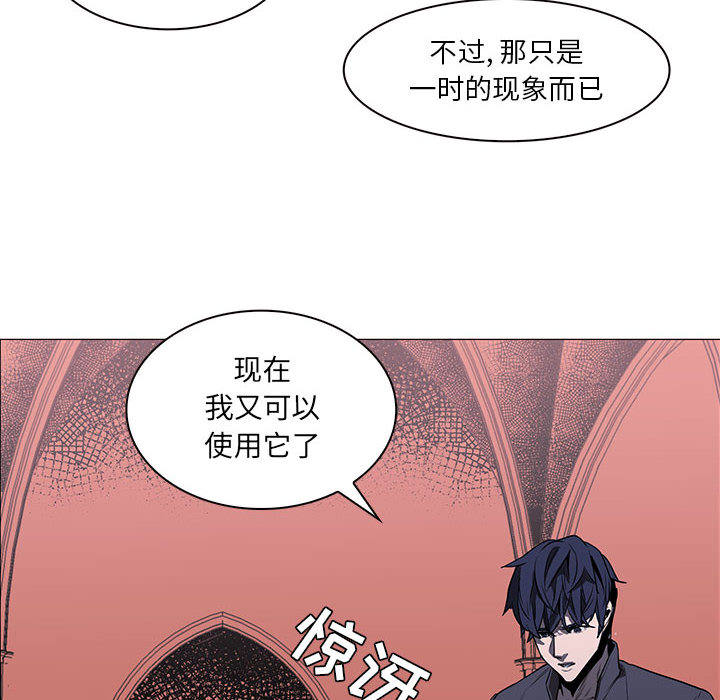 不过, 那只是
一时的现象而已
现在
我又可以
使用它了
惊讶